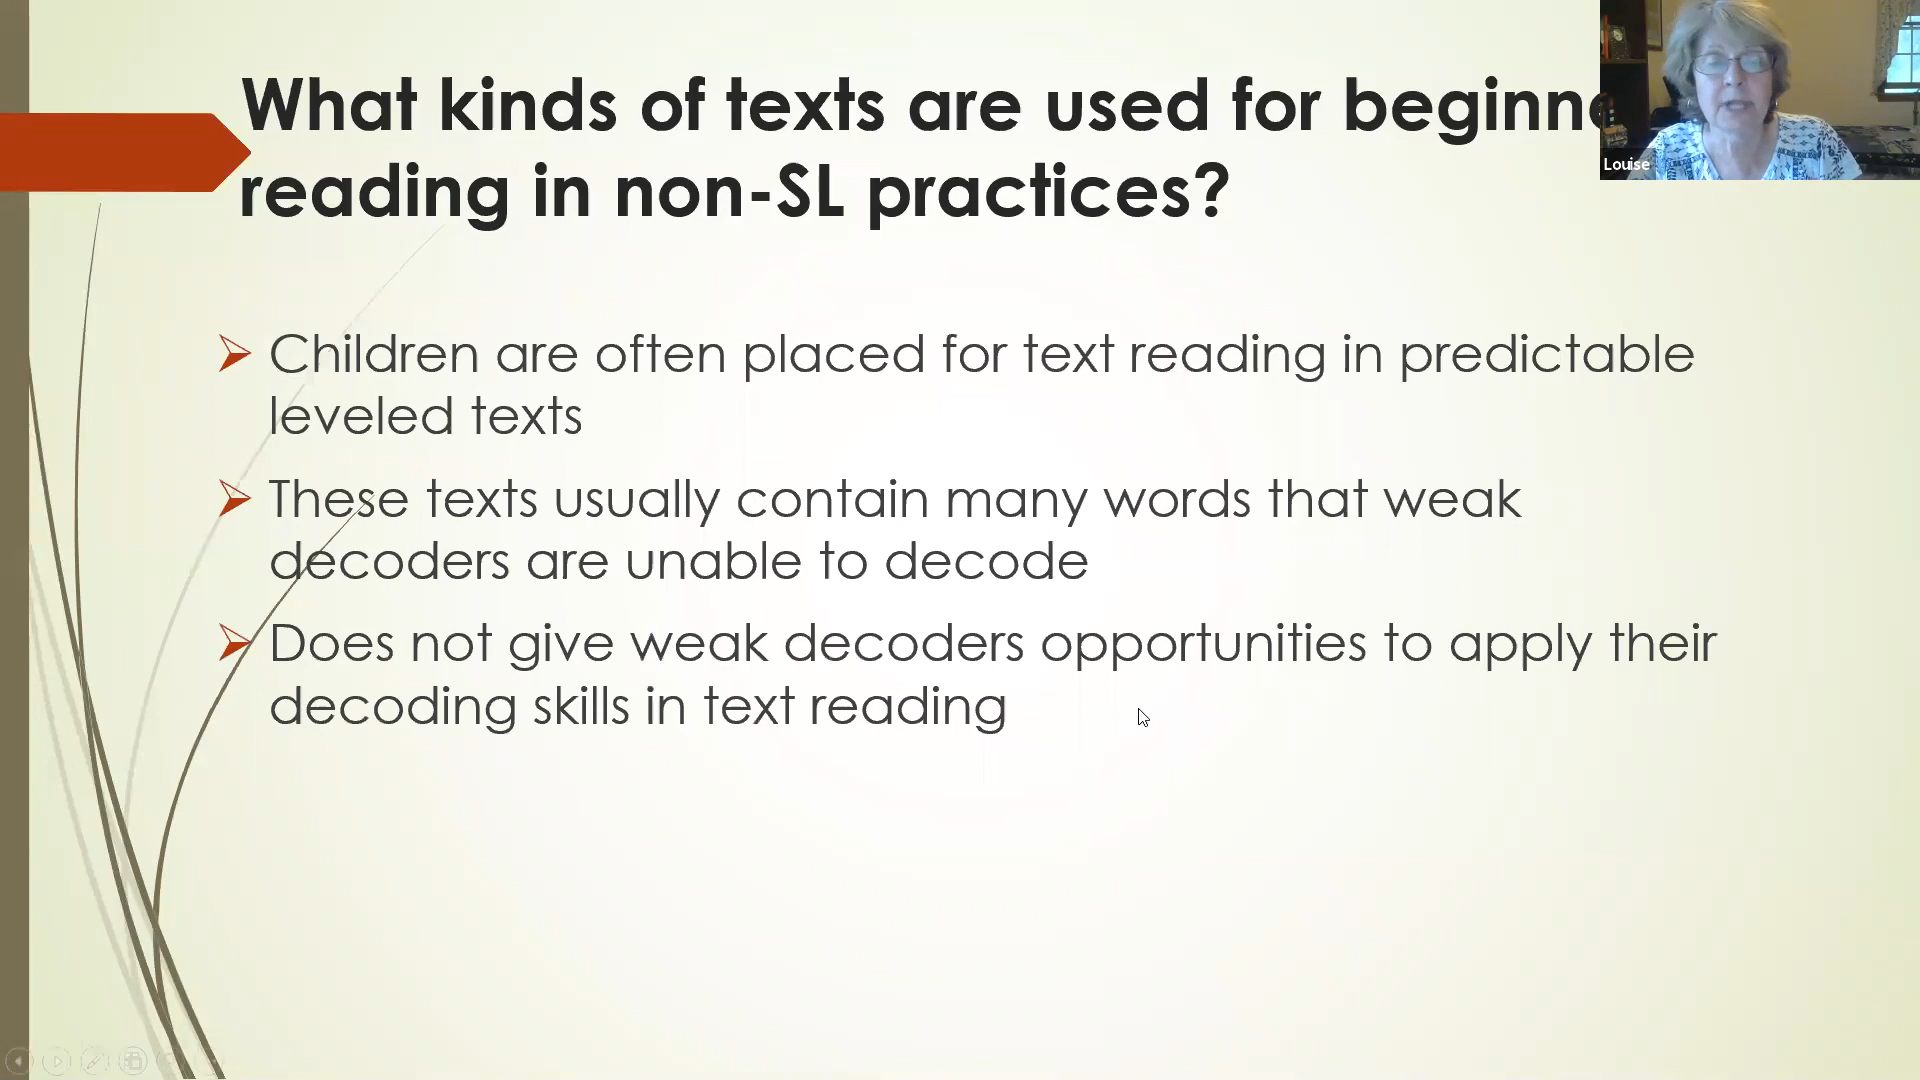 What kinds of texts are used for
reading in non-SL practices?
Louise
Children are often placed for text reading in predictable
leveled texts
These texts usually contain many words that weak
decoders are unable to decode
Does not give weak decoders opportunities to apply their
decoding skills in text reading